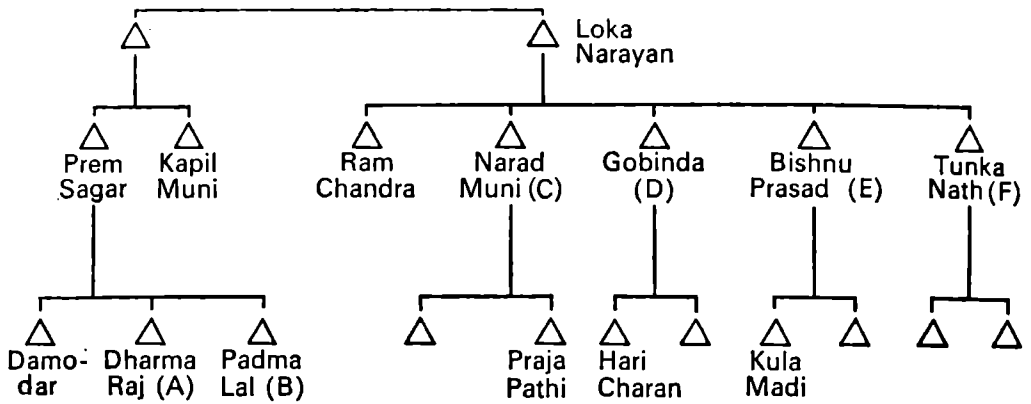 Loka
Narayan
Prem
Sagar
Kapil
Muni
Ram
Chandra
Narad
Muni (C)
Gobinda
(D)
Bishnu
Prasad (E)
Tunka
Nath (F)
Damo-
dar
Dharma
Raj (A)
Padma
Lal (B)
Praja
Pathi
Hari
Charan
Kula
Madi